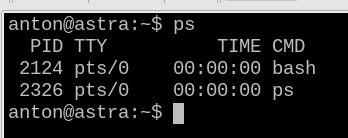 anton@astra:~$ ps
  PID TTY          TIME CMD
 2124 pts/0    00:00:00 bash
 2326 pts/0    00:00:00 ps
anton@astra:~$